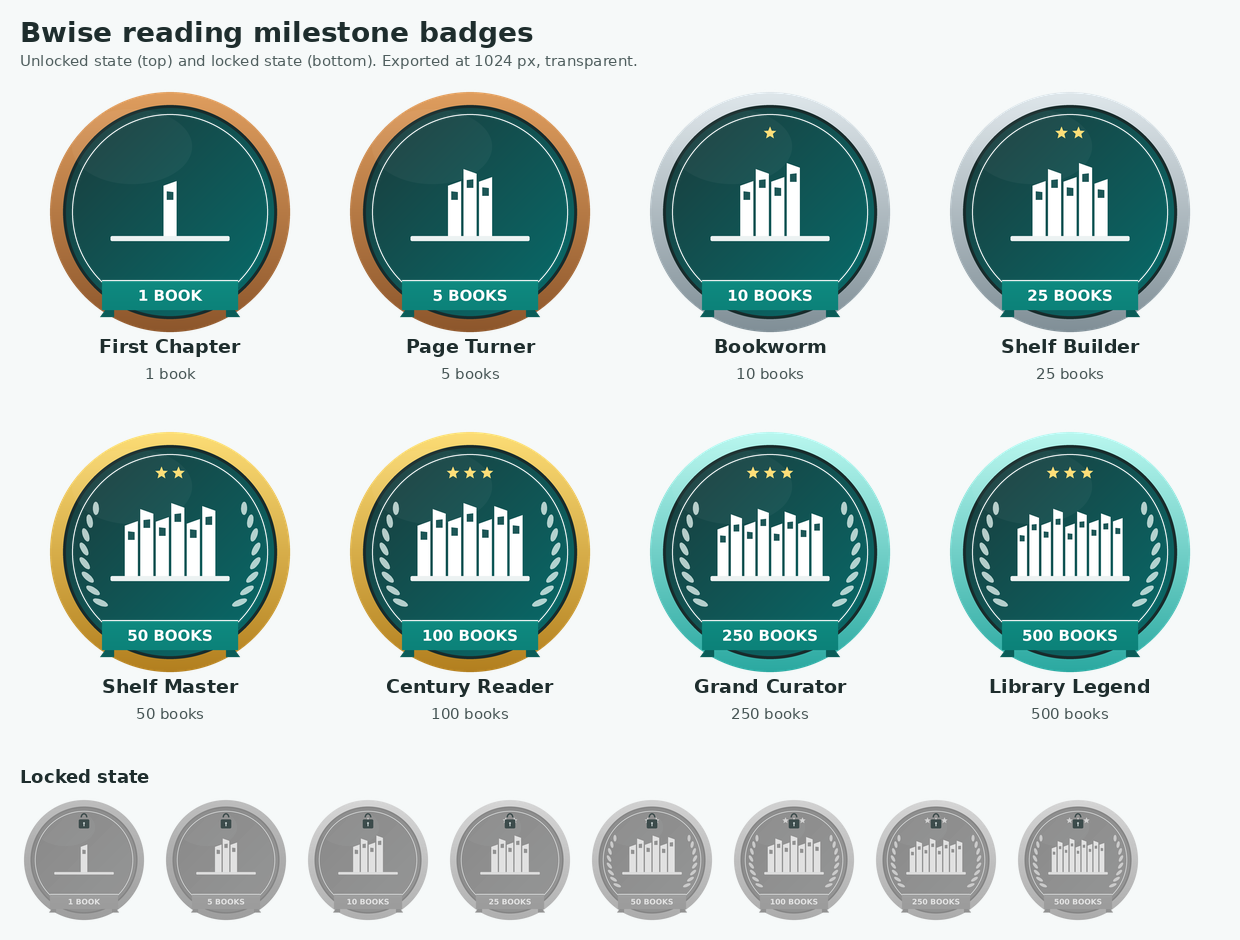 Bwise reading milestone badges
Unlocked state (top) and locked state (bottom). Exported at 1024 px, transparent.
1 BOOK
5 BOOKS
10 BOOKS
25 BOOKS
First Chapter
Page Turner
Bookworm
Shelf Builder
1 book
5 books
10 books
25 books
50 BOOKS
100 BOOKS
250 BOOKS
500 BOOKS
Shelf Master
Century Reader
Grand Curator
Library Legend
50 books
100 books
250 books
500 books
Locked state
1 BOOK
5 BOOKS
10 BOOKS
25 BOOKS
50 BOOKS
100 BOOKS
250 BOOKS
500 BOOKS